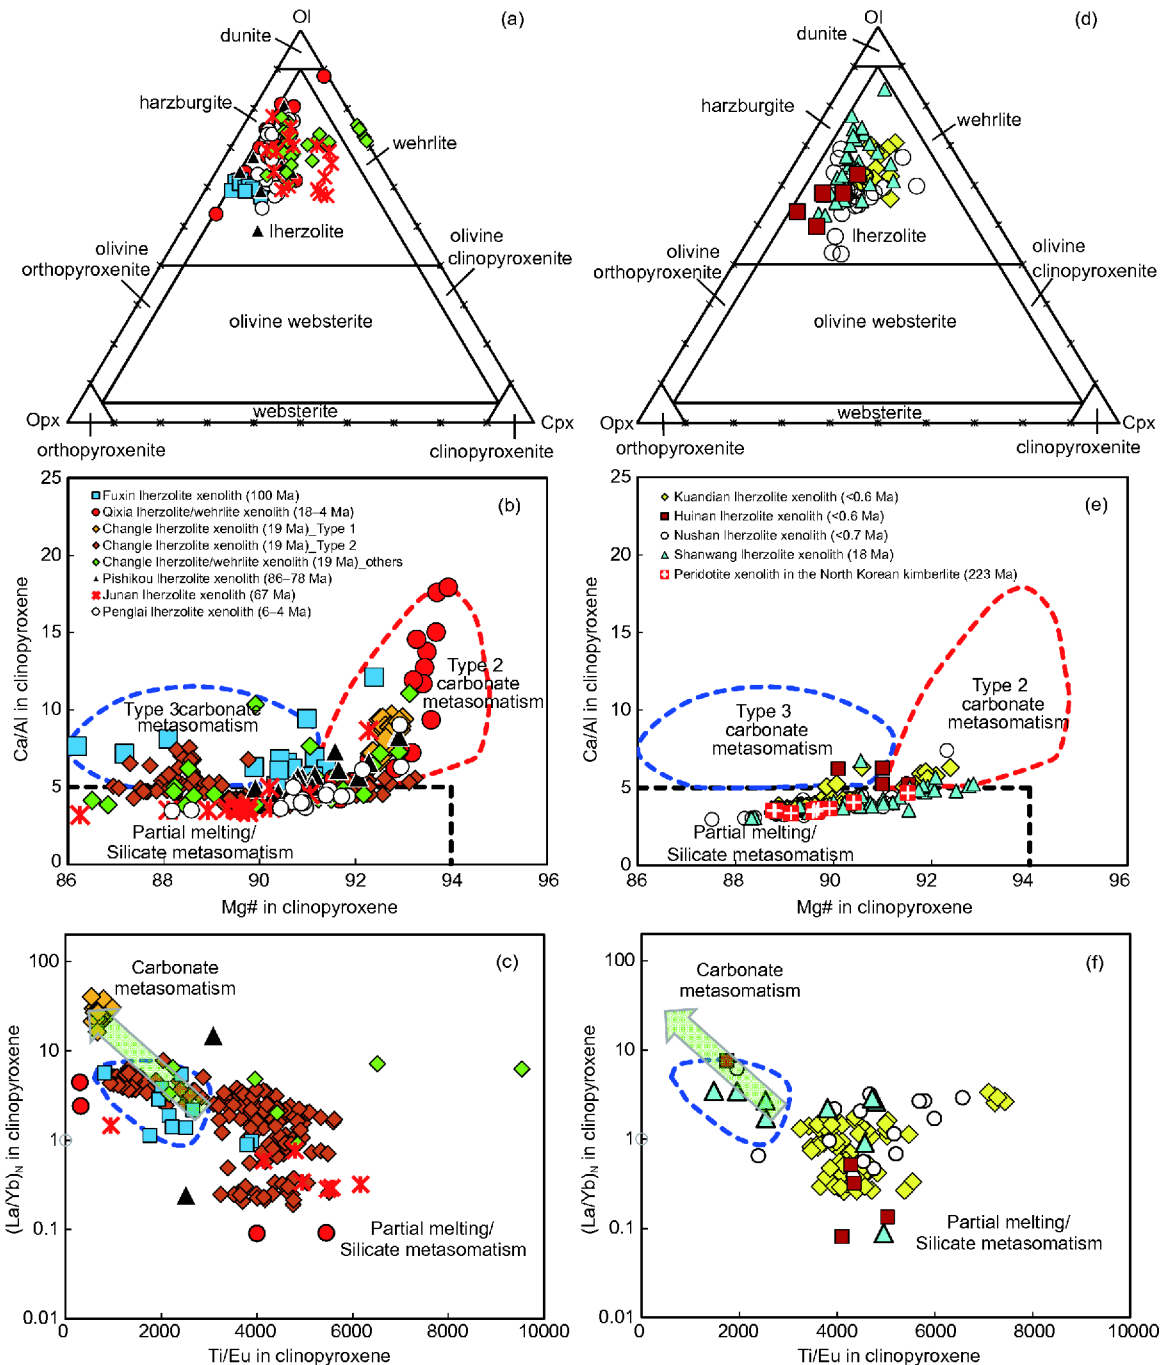 (a)
Ol
dunite
harzburgite
wehrlite
lherzolite
olivine
orthopyroxenite
olivine
clinopyroxenite
olivine websterite
websterite
Opx
Cpx
orthopyroxenite
clinopyroxenite
(d)
Ol
dunite
harzburgite
wehrlite
lherzolite
olivine
orthopyroxenite
olivine
clinopyroxenite
olivine websterite
websterite
Opx
Cpx
orthopyroxenite
clinopyroxenite
(b)
Fuxin lherzolite xenolith (100 Ma)
Qixia lherzolite/wehrlite xenolith (18–4 Ma)
Changle lherzolite xenolith (19 Ma)_Type 1
Changle lherzolite xenolith (19 Ma)_Type 2
Changle lherzolite/wehrlite xenolith (19 Ma)_others
Pishikou lherzolite xenolith (86–78 Ma)
Junan lherzolite xenolith (67 Ma)
Penglai lherzolite xenolith (6–4 Ma)
Type 3 carbonate
metasomatism
Type 2
carbonate
metasomatism
Partial melting/
Silicate metasomatism
25
20
15
10
5
0
Ca/Al in clinopyroxene
86
88
90
92
94
96
Mg# in clinopyroxene
(e)
Kuandian lherzolite xenolith (<0.6 Ma)
Huinan lherzolite xenolith (<0.6 Ma)
Nushan lherzolite xenolith (<0.7 Ma)
Shanwang lherzolite xenolith (18 Ma)
Peridotite xenolith in the North Korean kimberlite (223 Ma)
Type 3
carbonate
metasomatism
Type 2
carbonate
metasomatism
Partial melting/
Silicate metasomatism
25
20
15
10
5
0
Ca/Al in clinopyroxene
86
88
90
92
94
96
Mg# in clinopyroxene
(c)
Carbonate
metasomatism
Partial melting/
Silicate metasomatism
100
10
1
0.1
0.01
(La/Yb)N in clinopyroxene
0
2000
4000
6000
8000
10000
Ti/Eu in clinopyroxene
(f)
Carbonate
metasomatism
Partial melting/
Silicate metasomatism
100
10
1
0.1
0.01
(La/Yb)N in clinopyroxene
0
2000
4000
6000
8000
10000
Ti/Eu in clinopyroxene